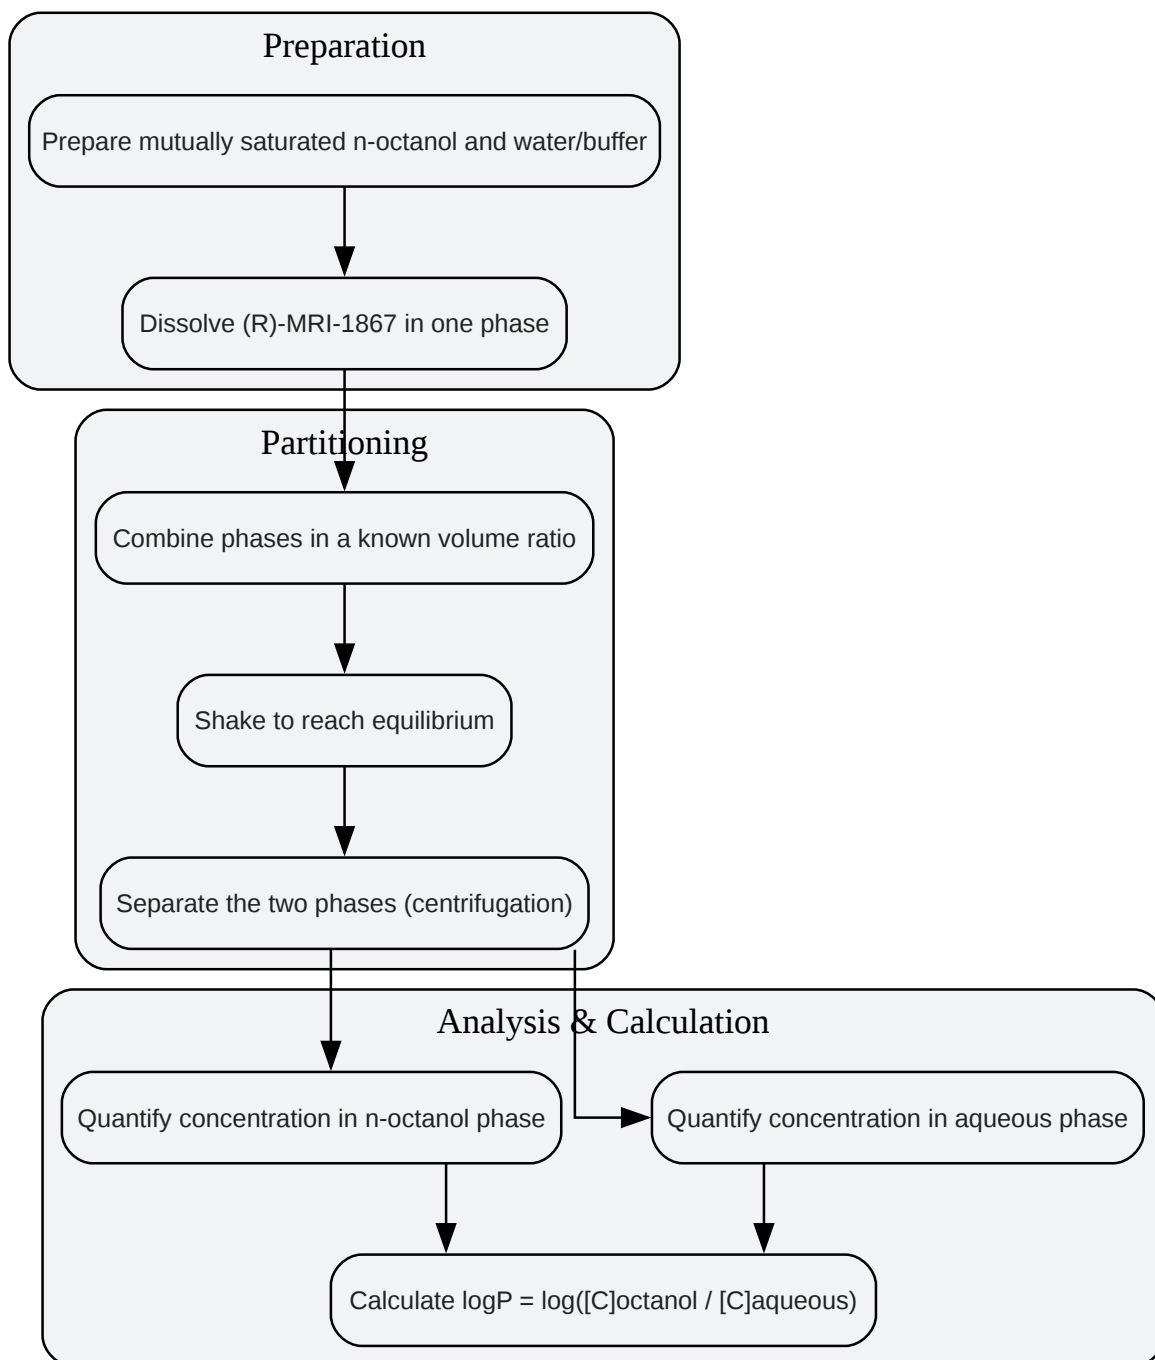 Preparation
Prepare mutually saturated n-octanol and water/buffer
Dissolve (R)-MRI-1867 in one phase
Partitioning
Combine phases in a known volume ratio
Shake to reach equilibrium
Separate the two phases (centrifugation)
Analysis & Calculation
Quantify concentration in n-octanol phase
Quantify concentration in aqueous phase
Calculate logP = log([C]octanol / [C]aqueous)